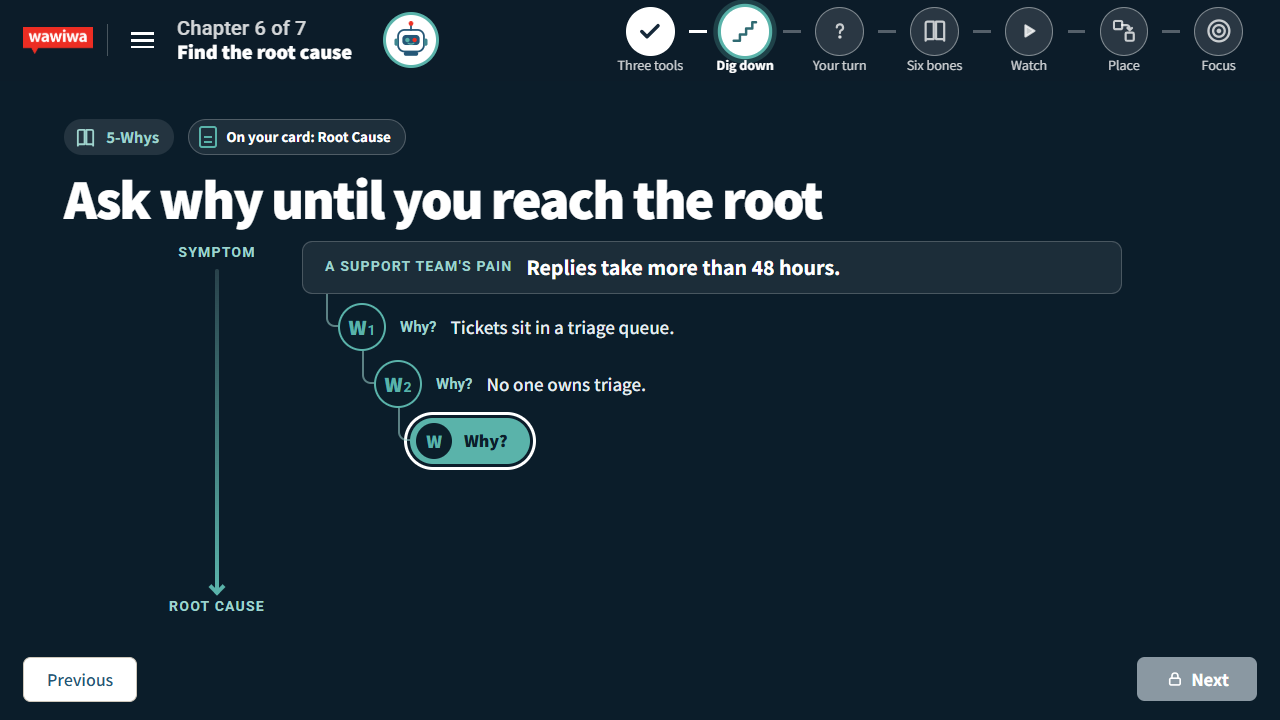 wawiwa
Chapter 6 of 7
Find the root cause
Three tools
Dig down
?
Your turn
Six bones
Watch
Place
Focus
5-Whys
On your card: Root Cause
Ask why until you reach the root
SYMPTOM
A SUPPORT TEAM'S PAIN Replies take more than 48 hours.
W1 Why? Tickets sit in a triage queue.
W2 Why? No one owns triage.
W Why?
ROOT CAUSE
Previous
Next